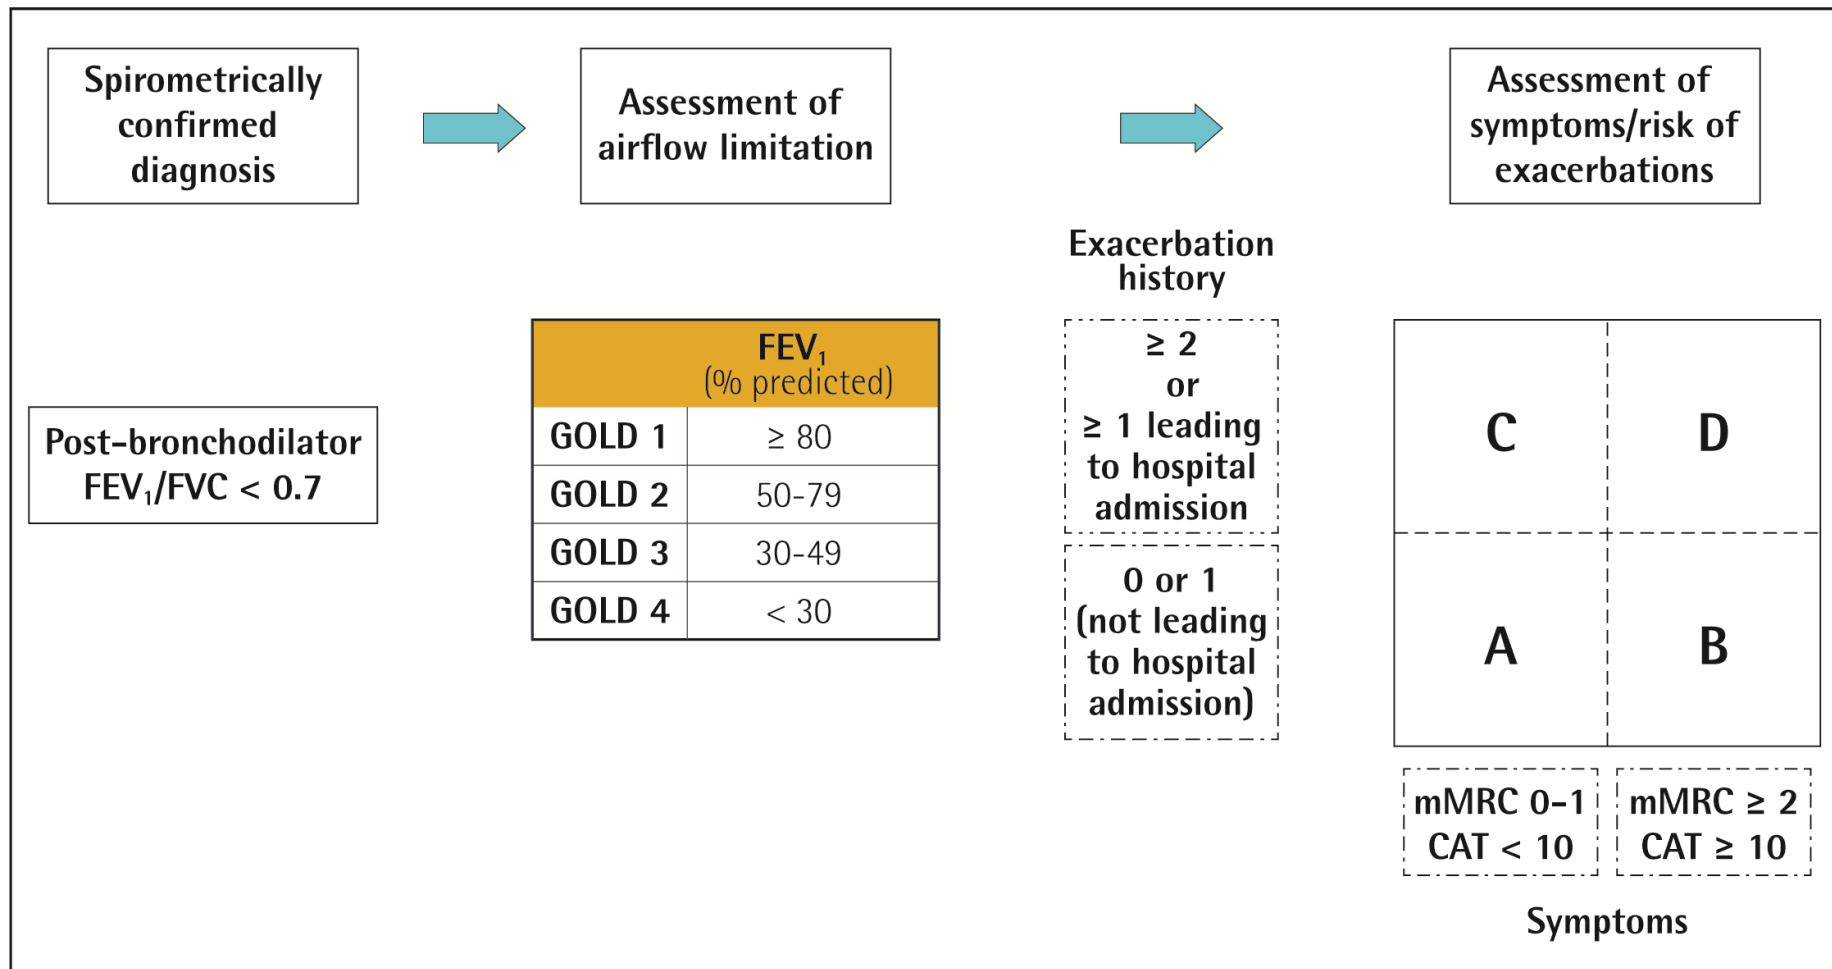 Spirometrically
confirmed
diagnosis
Assessment of
airflow limitation
Assessment of
symptoms/risk of
exacerbations
Post-bronchodilator
FEV₁/FVC < 0.7
FEV₁
(% predicted)
GOLD 1 ≥ 80
GOLD 2 50-79
GOLD 3 30-49
GOLD 4 < 30
Exacerbation
history
≥ 2
or
≥ 1 leading
to hospital
admission
0 or 1
(not leading
to hospital
admission)
C D
A B
mMRC 0-1
CAT < 10
mMRC ≥ 2
CAT ≥ 10
Symptoms